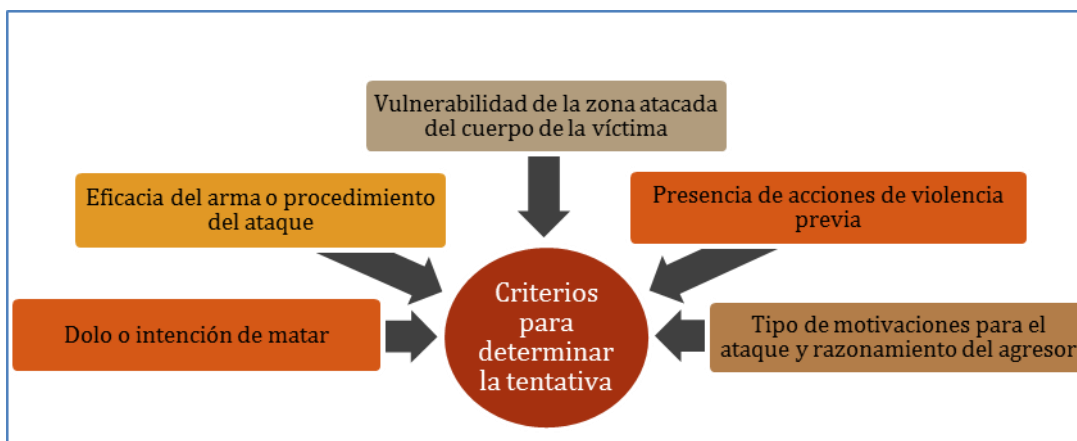 Vulnerabilidad de la zona atacada
del cuerpo de la víctima
Eficacia del arma o procedimiento
del ataque
Presencia de acciones de violencia
previa
Dolo o intención de matar
Criterios
para
determinar
la tentativa
Tipo de motivaciones para el
ataque y razonamiento del agresor